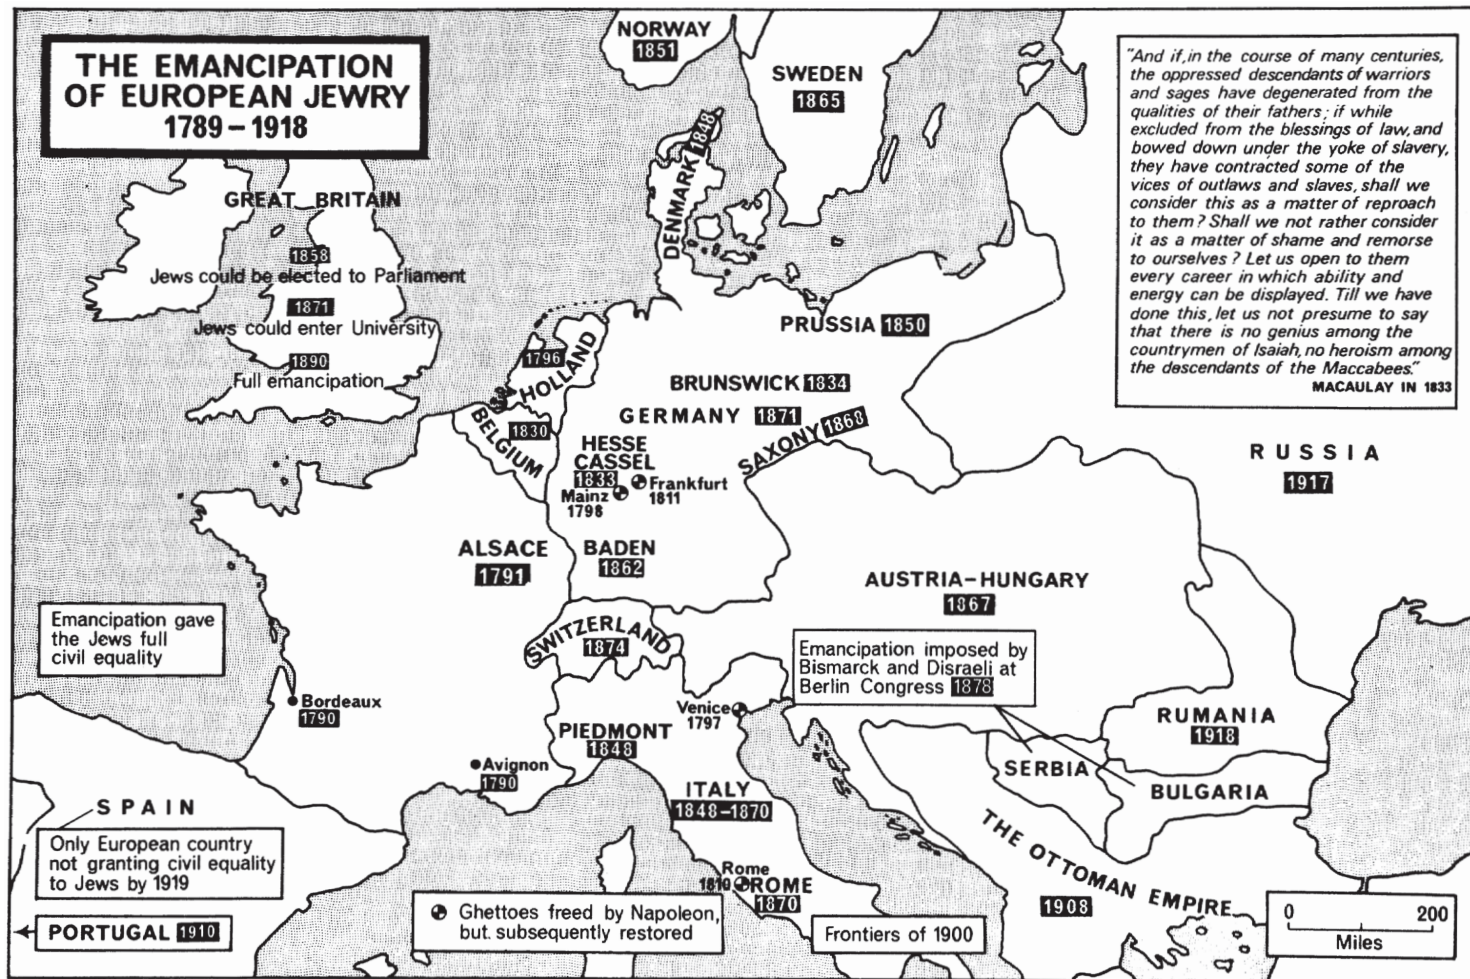 THE EMANCIPATION
OF EUROPEAN JEWRY
1789–1918
NORWAY
1851
SWEDEN
1865
DENMARK 1848
"And if, in the course of many centuries,
the oppressed descendants of warriors
and sages have degenerated from the
qualities of their fathers; if while
excluded from the blessings of law, and
bowed down under the yoke of slavery,
they have contracted some of the
vices of outlaws and slaves, shall we
consider this as a matter of reproach
to them? Shall we not rather consider
it as a matter of shame and remorse
to ourselves? Let us open to them
every career in which ability and
energy can be displayed. Till we have
done this, let us not presume to say
that there is no genius among the
countrymen of Isaiah, no heroism among
the descendants of the Maccabees."
MACAULAY IN 1833
GREAT BRITAIN
1858
Jews could be elected to Parliament
1871
Jews could enter University
1890
Full emancipation
1796
HOLLAND
BELGIUM
1830
PRUSSIA 1850
BRUNSWICK 1834
GERMANY 1871
SAXONY 1868
HESSE
CASSEL
1833
Mainz
1798
Frankfurt
1811
RUSSIA
1917
ALSACE
1791
BADEN
1862
AUSTRIA–HUNGARY
1867
SWITZERLAND
1874
Emancipation gave
the Jews full
civil equality
Emancipation imposed by
Bismarck and Disraeli at
Berlin Congress 1878
Bordeaux
1790
Venice
1797
PIEDMONT
1848
RUMANIA
1918
Avignon
1790
SERBIA
BULGARIA
ITALY
1848–1870
SPAIN
Only European country
not granting civil equality
to Jews by 1919
THE OTTOMAN EMPIRE
1908
Rome
1810
ROME
1870
PORTUGAL 1910
Ghettoes freed by Napoleon,
but subsequently restored
Frontiers of 1900
0 200
Miles